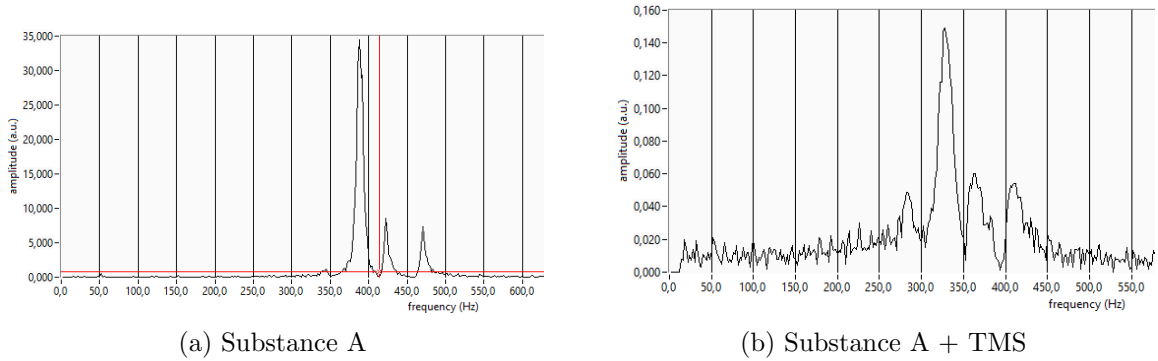 35,000
30,000
25,000
20,000
15,000
10,000
5,000
0,000
amplitude (a.u.)
0,0 50,0 100,0 150,0 200,0 250,0 300,0 350,0 400,0 450,0 500,0 550,0 600,0
frequency (Hz)
(a) Substance A
0,160
0,140
0,120
0,100
0,080
0,060
0,040
0,020
0,000
amplitude (a.u.)
0,0 50,0 100,0 150,0 200,0 250,0 300,0 350,0 400,0 450,0 500,0 550,0
frequency (Hz)
(b) Substance A + TMS